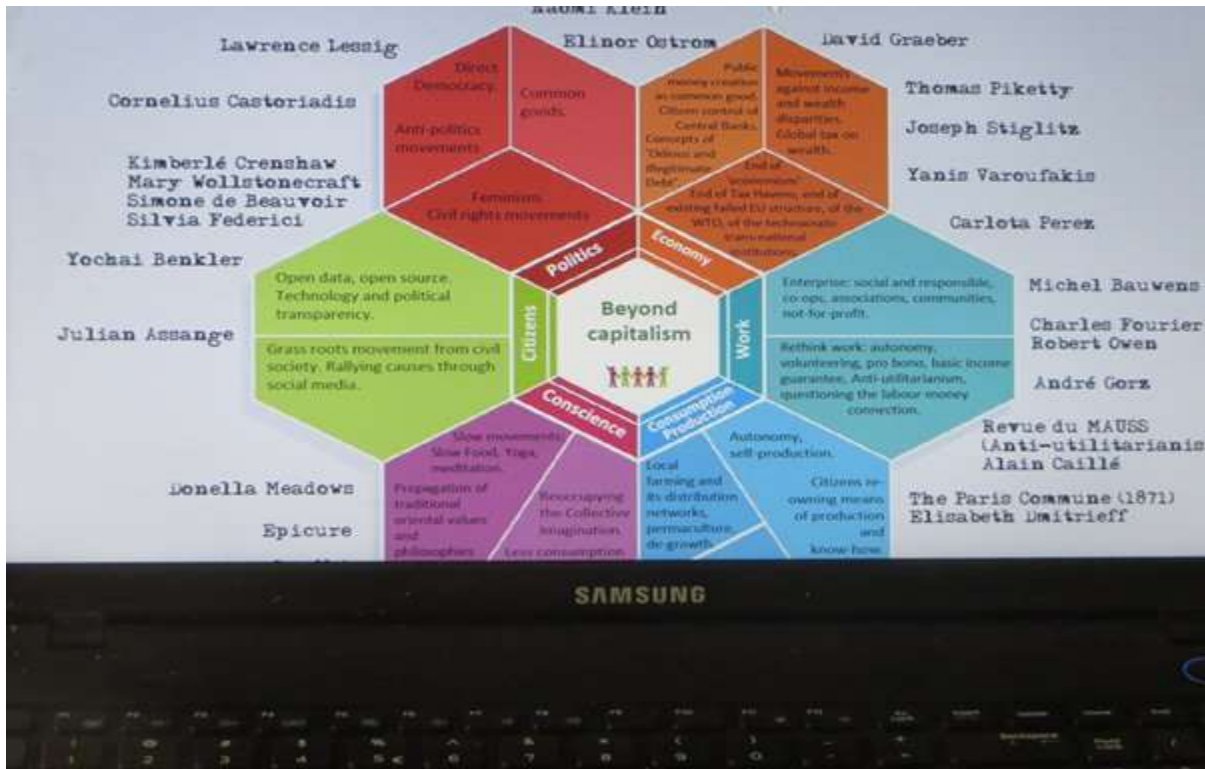 Naomi Klein
Lawrence Lessig
Elinor Ostrom
David Graeber
Cornelius Castoriadis
Thomas Piketty
Joseph Stiglitz
Kimberlé Crenshaw
Mary Wollstonecraft
Simone de Beauvoir
Silvia Federici
Yanis Varoufakis
Carlota Perez
Yochai Benkler
Julian Assange
Michel Bauwens
Charles Fourier
Robert Owen
André Gorz
Revue du MAUSS
(Anti-utilitarianis
Alain Caillé
Donella Meadows
Epicure
The Paris Commune (1871)
Elisabeth Dmitrieff
Direct
Democracy.
Anti-politics
movements
Common
goods.
Feminism.
Civil rights movements
Public
money creation
as common good.
Citizen control of
Central Banks.
Concepts of
"Odious and
Illegitimate
Debt".
Movements
against income
and wealth
disparities.
Global tax on
wealth.
End of
"economism"
End of Tax Havens, end of
existing failed EU structure, of the
WTO, of the technocratic
trans-national
institutions.
Politics
Economy
Citizens
Beyond
capitalism
Work
Conscience
Consumption
Production
Open data, open source.
Technology and political
transparency.
Grass roots movement from civil
society. Rallying causes through
social media.
Enterprise: social and responsible,
co ops, associations, communities,
not-for-profit.
Rethink work: autonomy,
volunteering, pro bono, basic income
guarantee, Anti-utilitarianism,
questioning the labour money
connection.
Slow movements:
Slow Food, Yoga,
meditation.
Propagation of
traditional
oriental values
and
philosophies
Reoccupying
the Collective
Imagination.
Less consumption
Local
farming and
its distribution
networks,
permaculture,
de-growth
Autonomy,
self-production.
Citizens re-
owning means
of production
and
know-how.
SAMSUNG